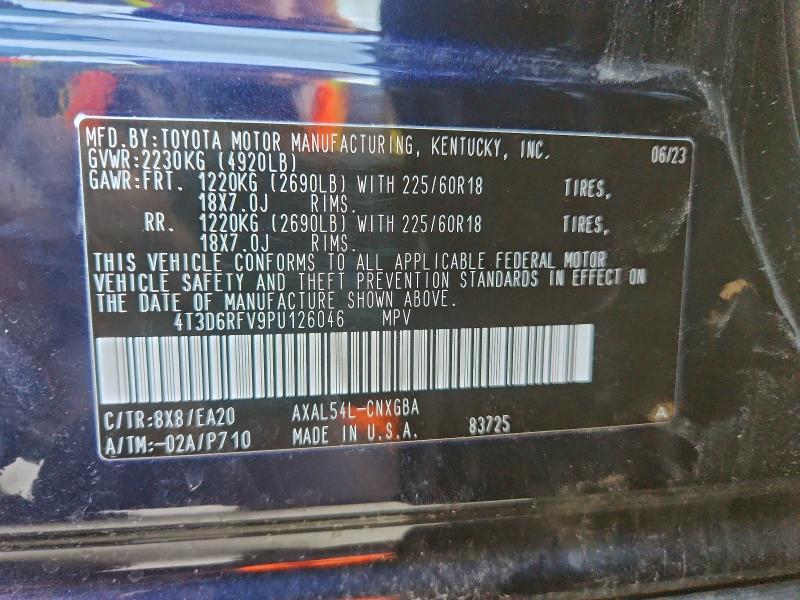 MFD.BY:TOYOTA MOTOR MANUFACTURING, KENTUCKY, INC. 06/23
GVWR:2230KG (4920LB)
GAWR:FRT. 1220KG (2690LB) WITH 225/60R18 TIRES,
18X7.0J RIMS.
RR. 1220KG (2690LB) WITH 225/60R18 TIRES,
18X7.0J RIMS.
THIS VEHICLE CONFORMS TO ALL APPLICABLE FEDERAL MOTOR
VEHICLE SAFETY AND THEFT PREVENTION STANDARDS IN EFFECT ON
THE DATE OF MANUFACTURE SHOWN ABOVE.
4T3D6RFV9PU126046 MPV
C/TR:8X8/EA20 AXAL54L-CNXGBA A
A/TM:-02A/P710 MADE IN U.S.A. 83725